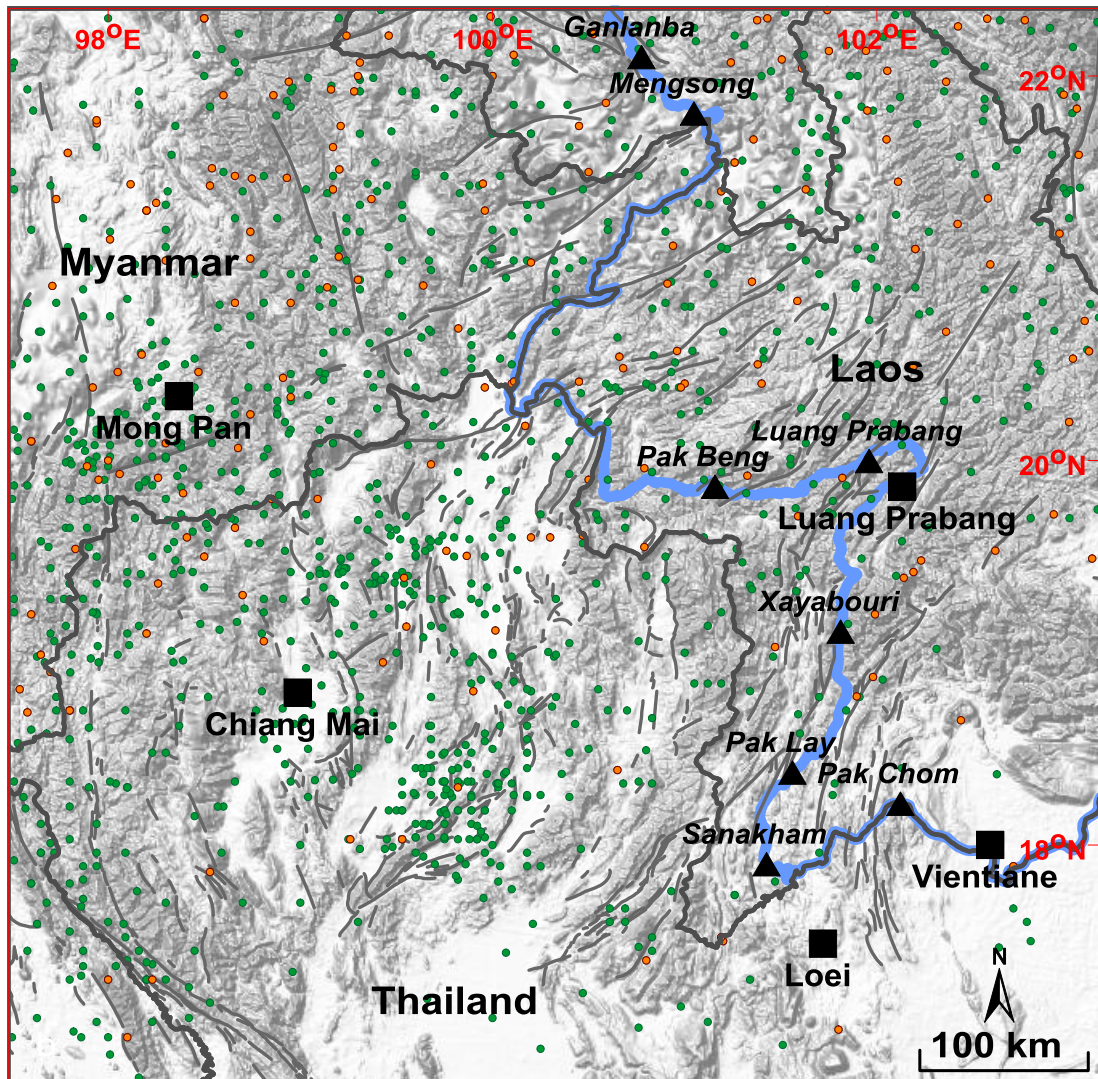 Ganlanba
98°E
100°E
102°E
22°N
Mengsong
Myanmar
Laos
Mong Pan
Luang Prabang
Pak Beng
20°N
Luang Prabang
Xayabouri
Chiang Mai
Pak Lay
Pak Chom
Sanakham
18°N
Vientiane
N
Loei
Thailand
100 km